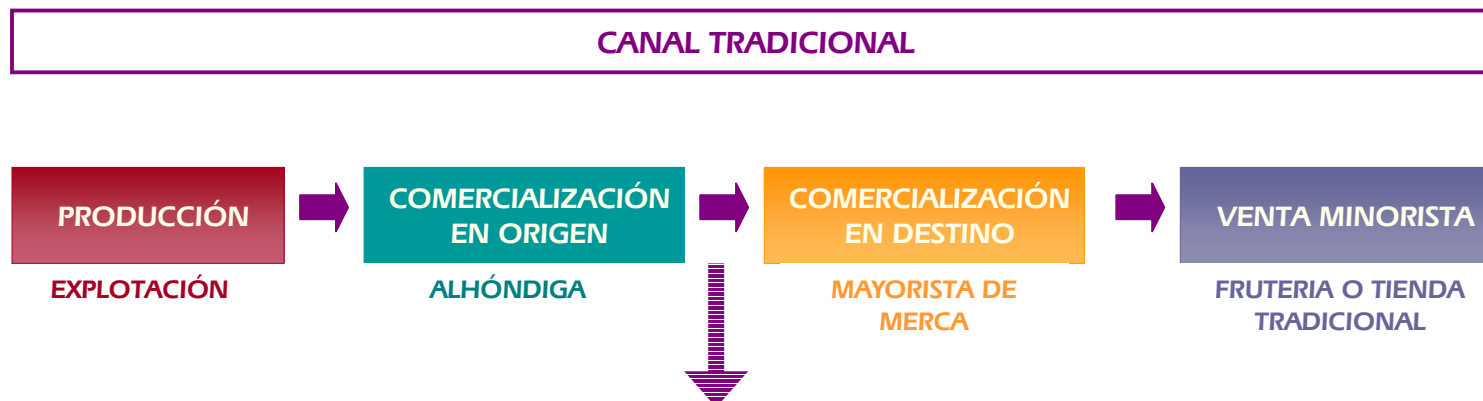 CANAL TRADICIONAL
PRODUCCIÓN
COMERCIALIZACIÓN
EN ORIGEN
COMERCIALIZACIÓN
EN DESTINO
VENTA MINORISTA
EXPLOTACIÓN
ALHÓNDIGA
MAYORISTA DE
MERCA
FRUTERIA O TIENDA
TRADICIONAL